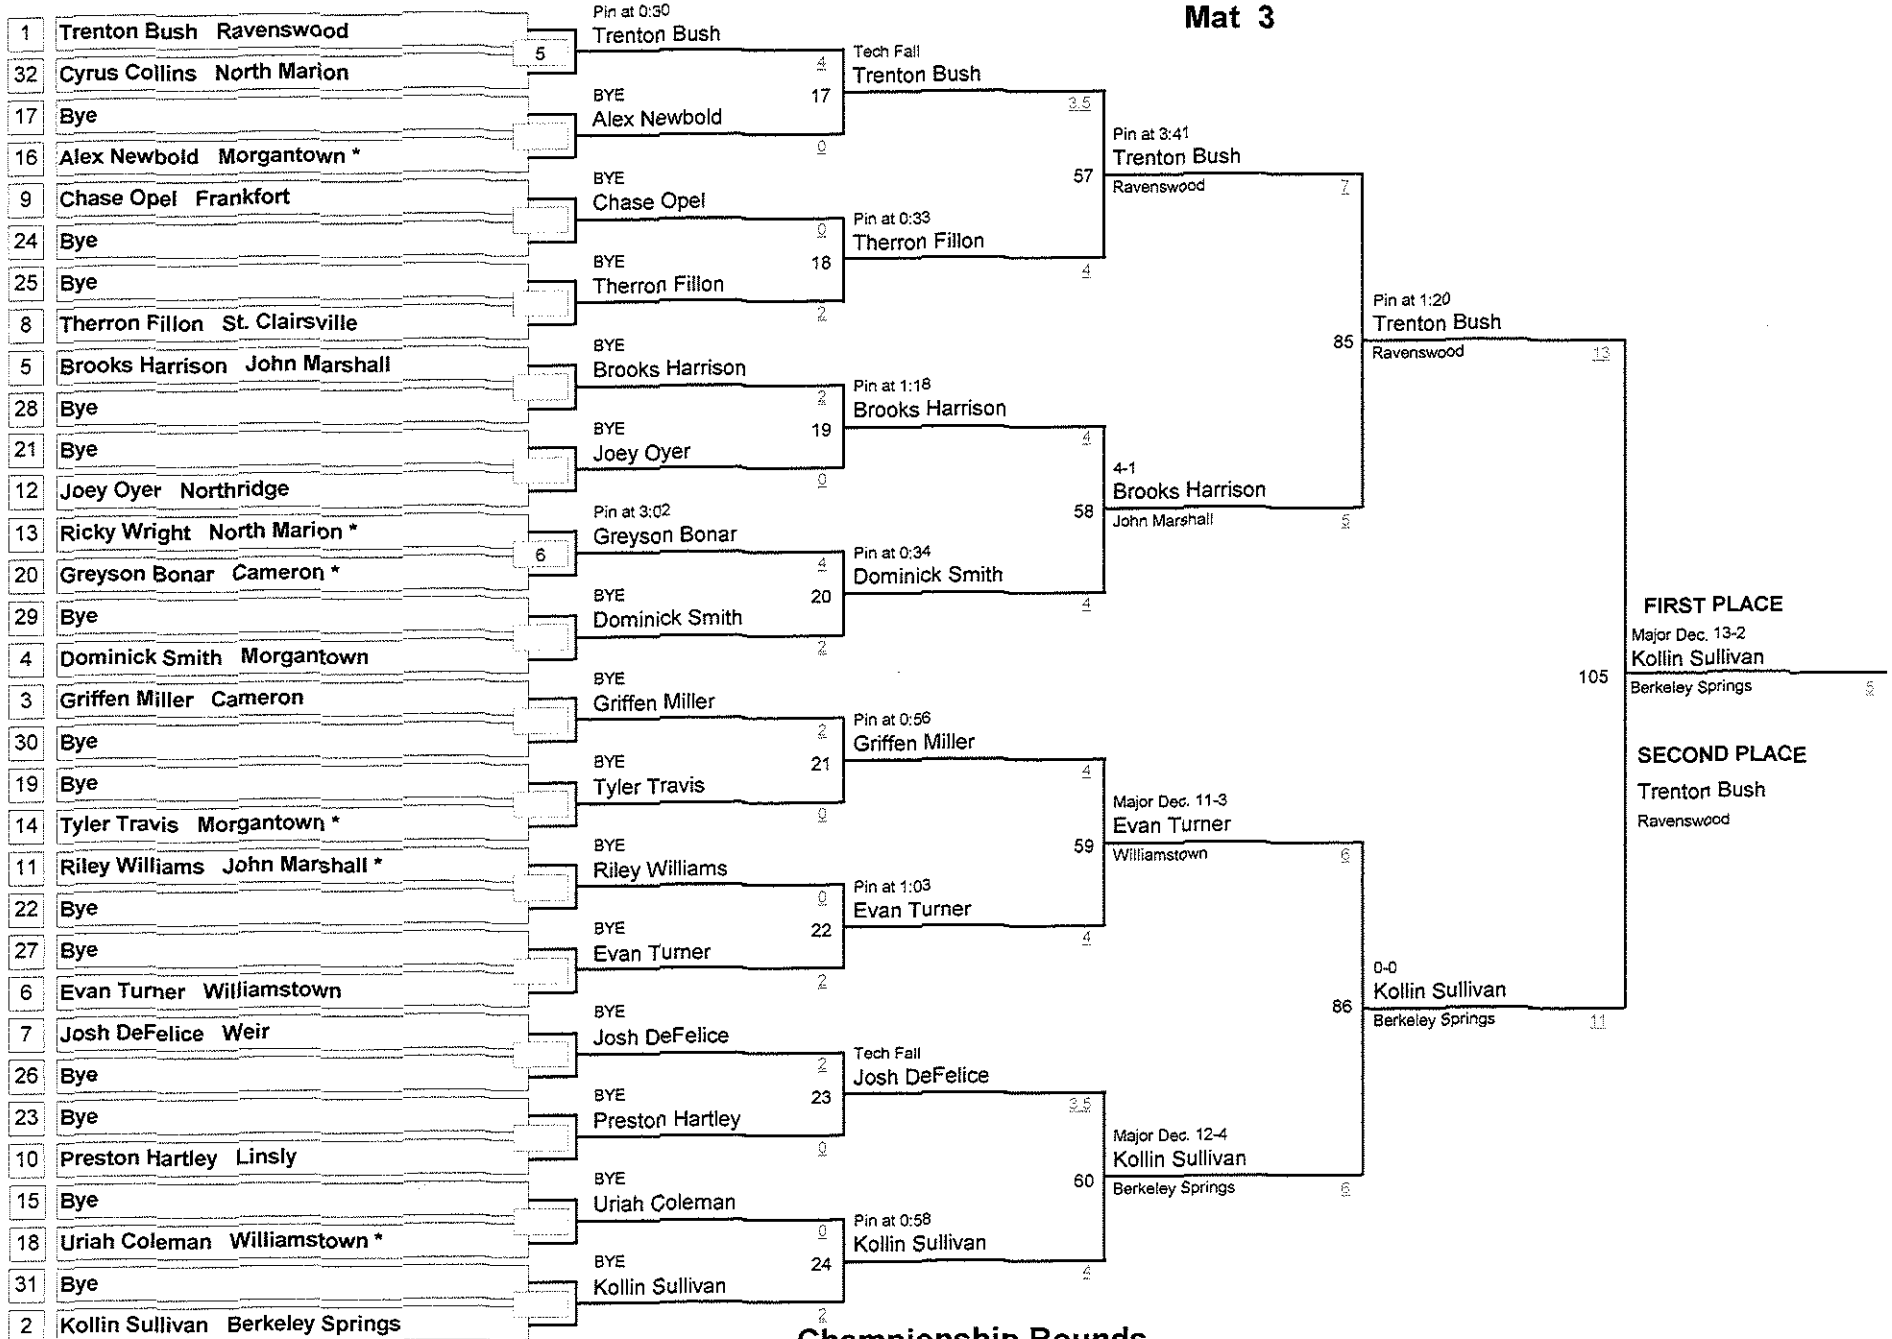 Mat 3
1 Trenton Bush Ravenswood
32 Cyrus Collins North Marion
17 Bye
16 Alex Newbold Morgantown *
9 Chase Opel Frankfort
24 Bye
25 Bye
8 Therron Fillon St. Clairsville
5 Brooks Harrison John Marshall
28 Bye
21 Bye
12 Joey Oyer Northridge
13 Ricky Wright North Marion *
20 Greyson Bonar Cameron *
29 Bye
4 Dominick Smith Morgantown
3 Griffen Miller Cameron
30 Bye
19 Bye
14 Tyler Travis Morgantown *
11 Riley Williams John Marshall *
22 Bye
27 Bye
6 Evan Turner Williamstown
7 Josh DeFelice Weir
26 Bye
23 Bye
10 Preston Hartley Linsly
15 Bye
18 Uriah Coleman Williamstown *
31 Bye
2 Kollin Sullivan Berkeley Springs
5
6
Pin at 0:30
Trenton Bush
4
BYE
17
Alex Newbold
0
BYE
Chase Opel
0
BYE
18
Therron Fillon
2
BYE
Brooks Harrison
2
BYE
19
Joey Oyer
0
Pin at 3:02
Greyson Bonar
4
BYE
20
Dominick Smith
2
BYE
Griffen Miller
2
BYE
21
Tyler Travis
0
BYE
Riley Williams
0
BYE
22
Evan Turner
2
BYE
Josh DeFelice
2
BYE
23
Preston Hartley
0
BYE
Uriah Coleman
0
BYE
24
Kollin Sullivan
2
Tech Fall
Trenton Bush
3.5
57
Pin at 0:33
Therron Fillon
4
Pin at 1:18
Brooks Harrison
4
58
Pin at 0:34
Dominick Smith
4
Pin at 0:56
Griffen Miller
4
59
Pin at 1:03
Evan Turner
4
Tech Fall
Josh DeFelice
3.5
60
Pin at 0:58
Kollin Sullivan
4
Pin at 3:41
Trenton Bush
Ravenswood
7
85
4-1
Brooks Harrison
John Marshall
5
Major Dec. 11-3
Evan Turner
Williamstown
6
86
Major Dec. 12-4
Kollin Sullivan
Berkeley Springs
6
Pin at 1:20
Trenton Bush
Ravenswood
13
105
0-0
Kollin Sullivan
Berkeley Springs
11
FIRST PLACE
Major Dec. 13-2
Kollin Sullivan
Berkeley Springs
SECOND PLACE
Trenton Bush
Ravenswood
Championship Rounds